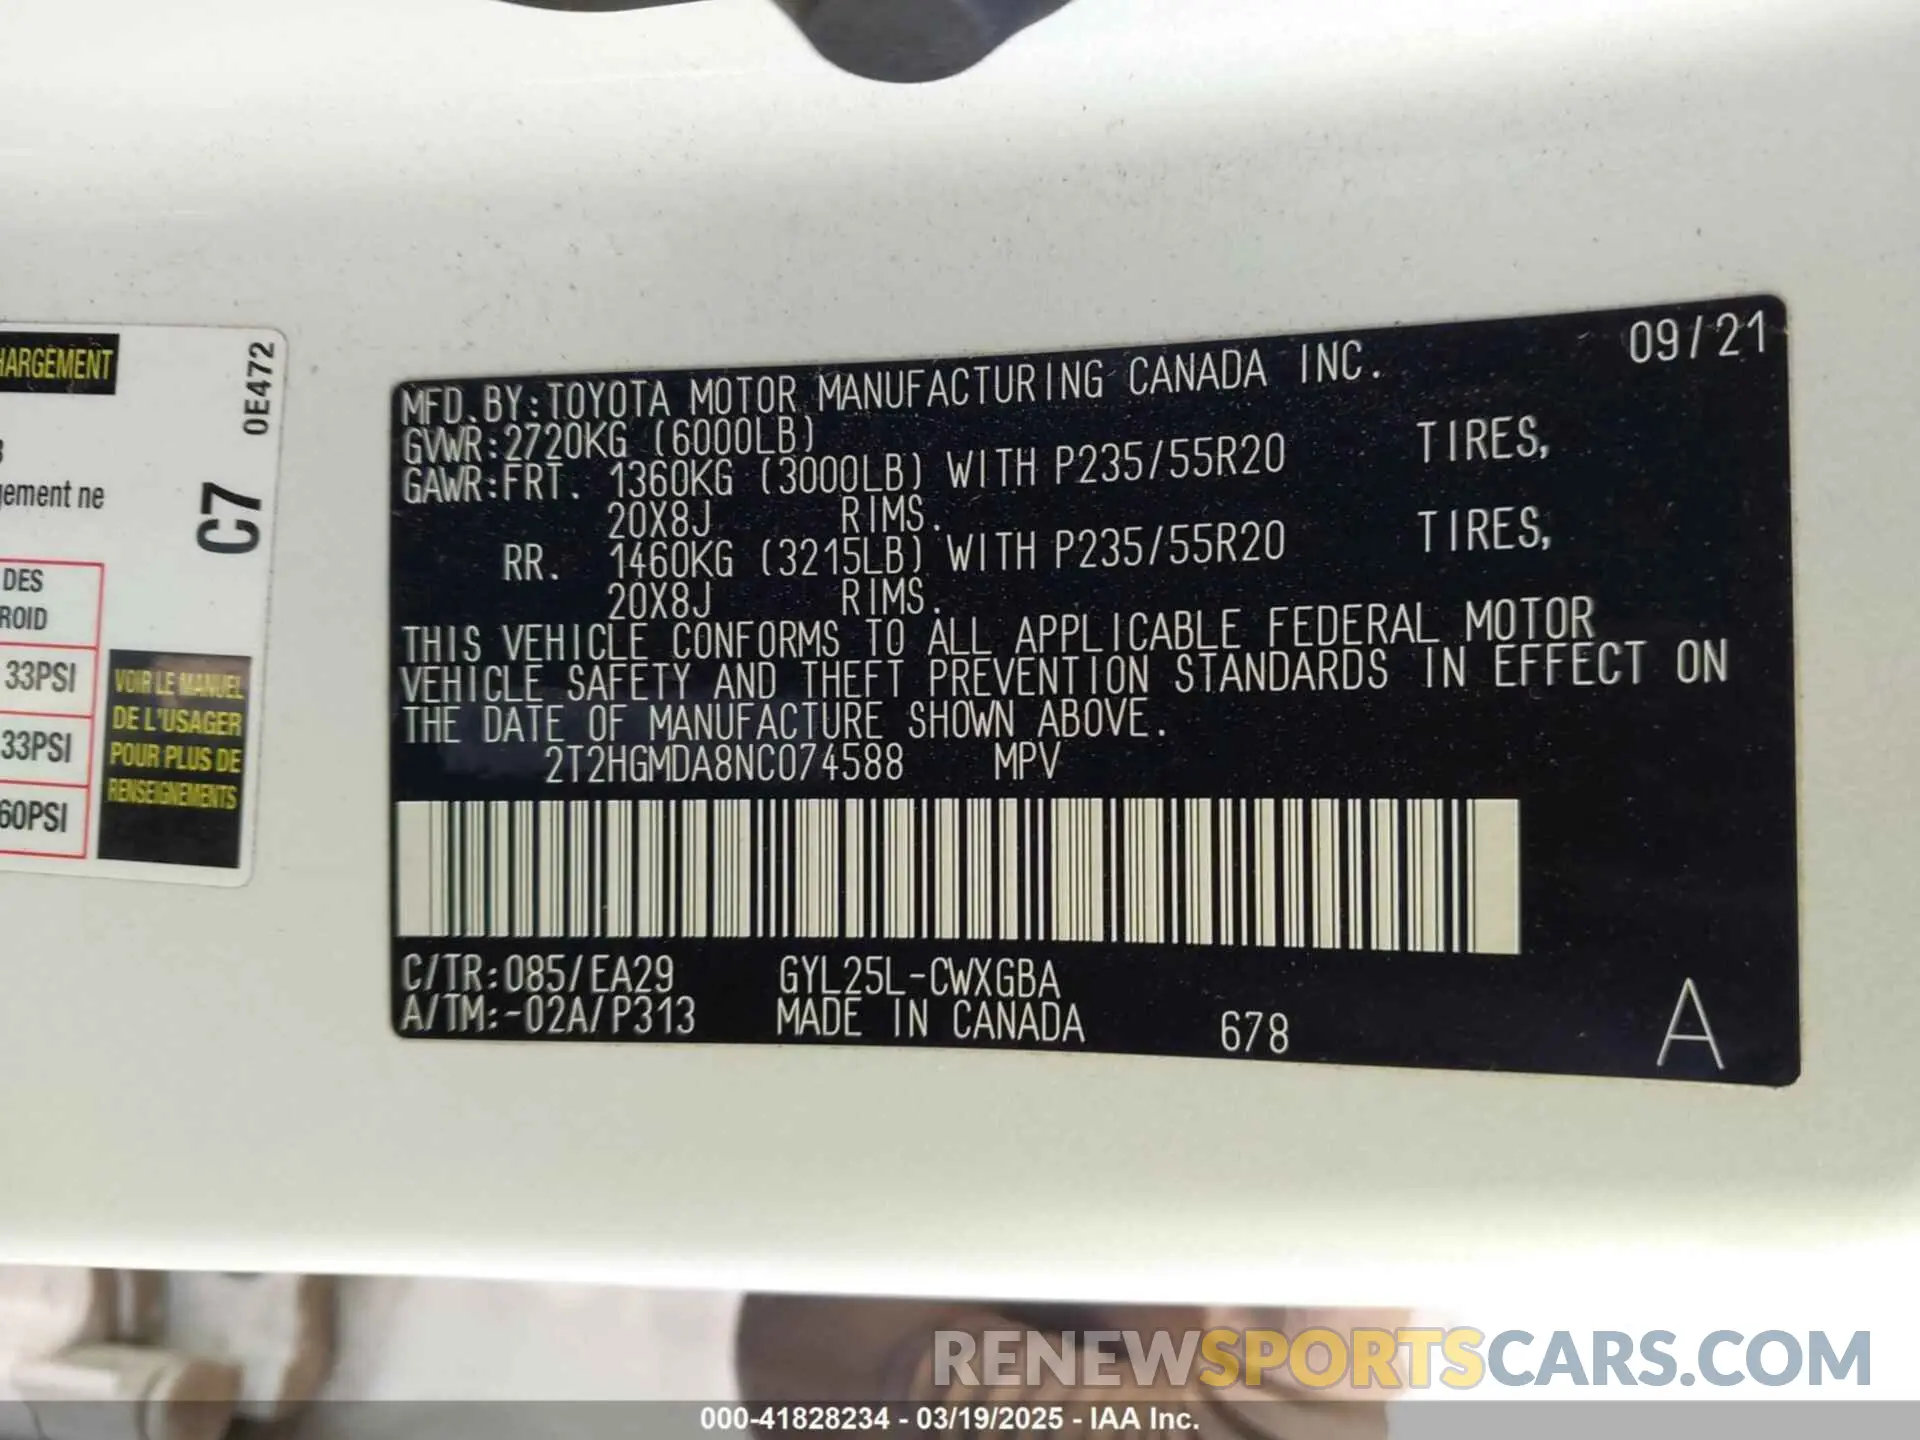 HARGEMENT
0E472
C7
gement ne
DES
ROID
33PSI
33PSI
60PSI
VOIR LE MANUEL
DE L'USAGER
POUR PLUS DE
RENSEIGNEMENTS
09/21
MFD.BY:TOYOTA MOTOR MANUFACTURING CANADA INC.
GVWR:2720KG (6000LB)
GAWR:FRT. 1360KG (3000LB) WITH P235/55R20 TIRES,
20X8J RIMS.
RR. 1460KG (3215LB) WITH P235/55R20 TIRES,
20X8J RIMS.
THIS VEHICLE CONFORMS TO ALL APPLICABLE FEDERAL MOTOR
VEHICLE SAFETY AND THEFT PREVENTION STANDARDS IN EFFECT ON
THE DATE OF MANUFACTURE SHOWN ABOVE.
2T2HGMDA8NC074588 MPV
C/TR:085/EA29 GYL25L-CWXGBA
A/TM:-02A/P313 MADE IN CANADA 678
A
RENEWSPORTSCARS.COM
000-41828234 - 03/19/2025 - IAA Inc.